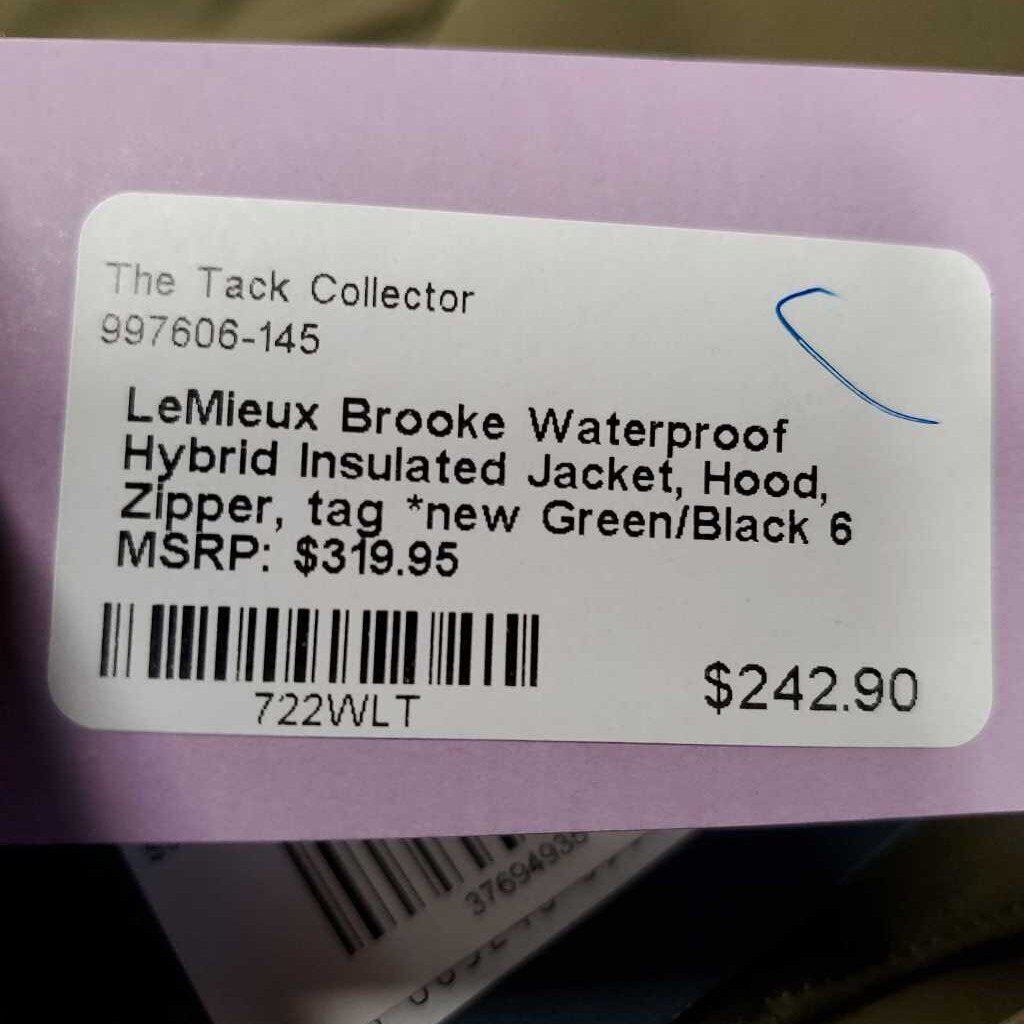 The Tack Collector
997606-145
LeMieux Brooke Waterproof
Hybrid Insulated Jacket, Hood,
Zipper, tag *new Green/Black 6
MSRP: $319.95
722WLT
$242.90